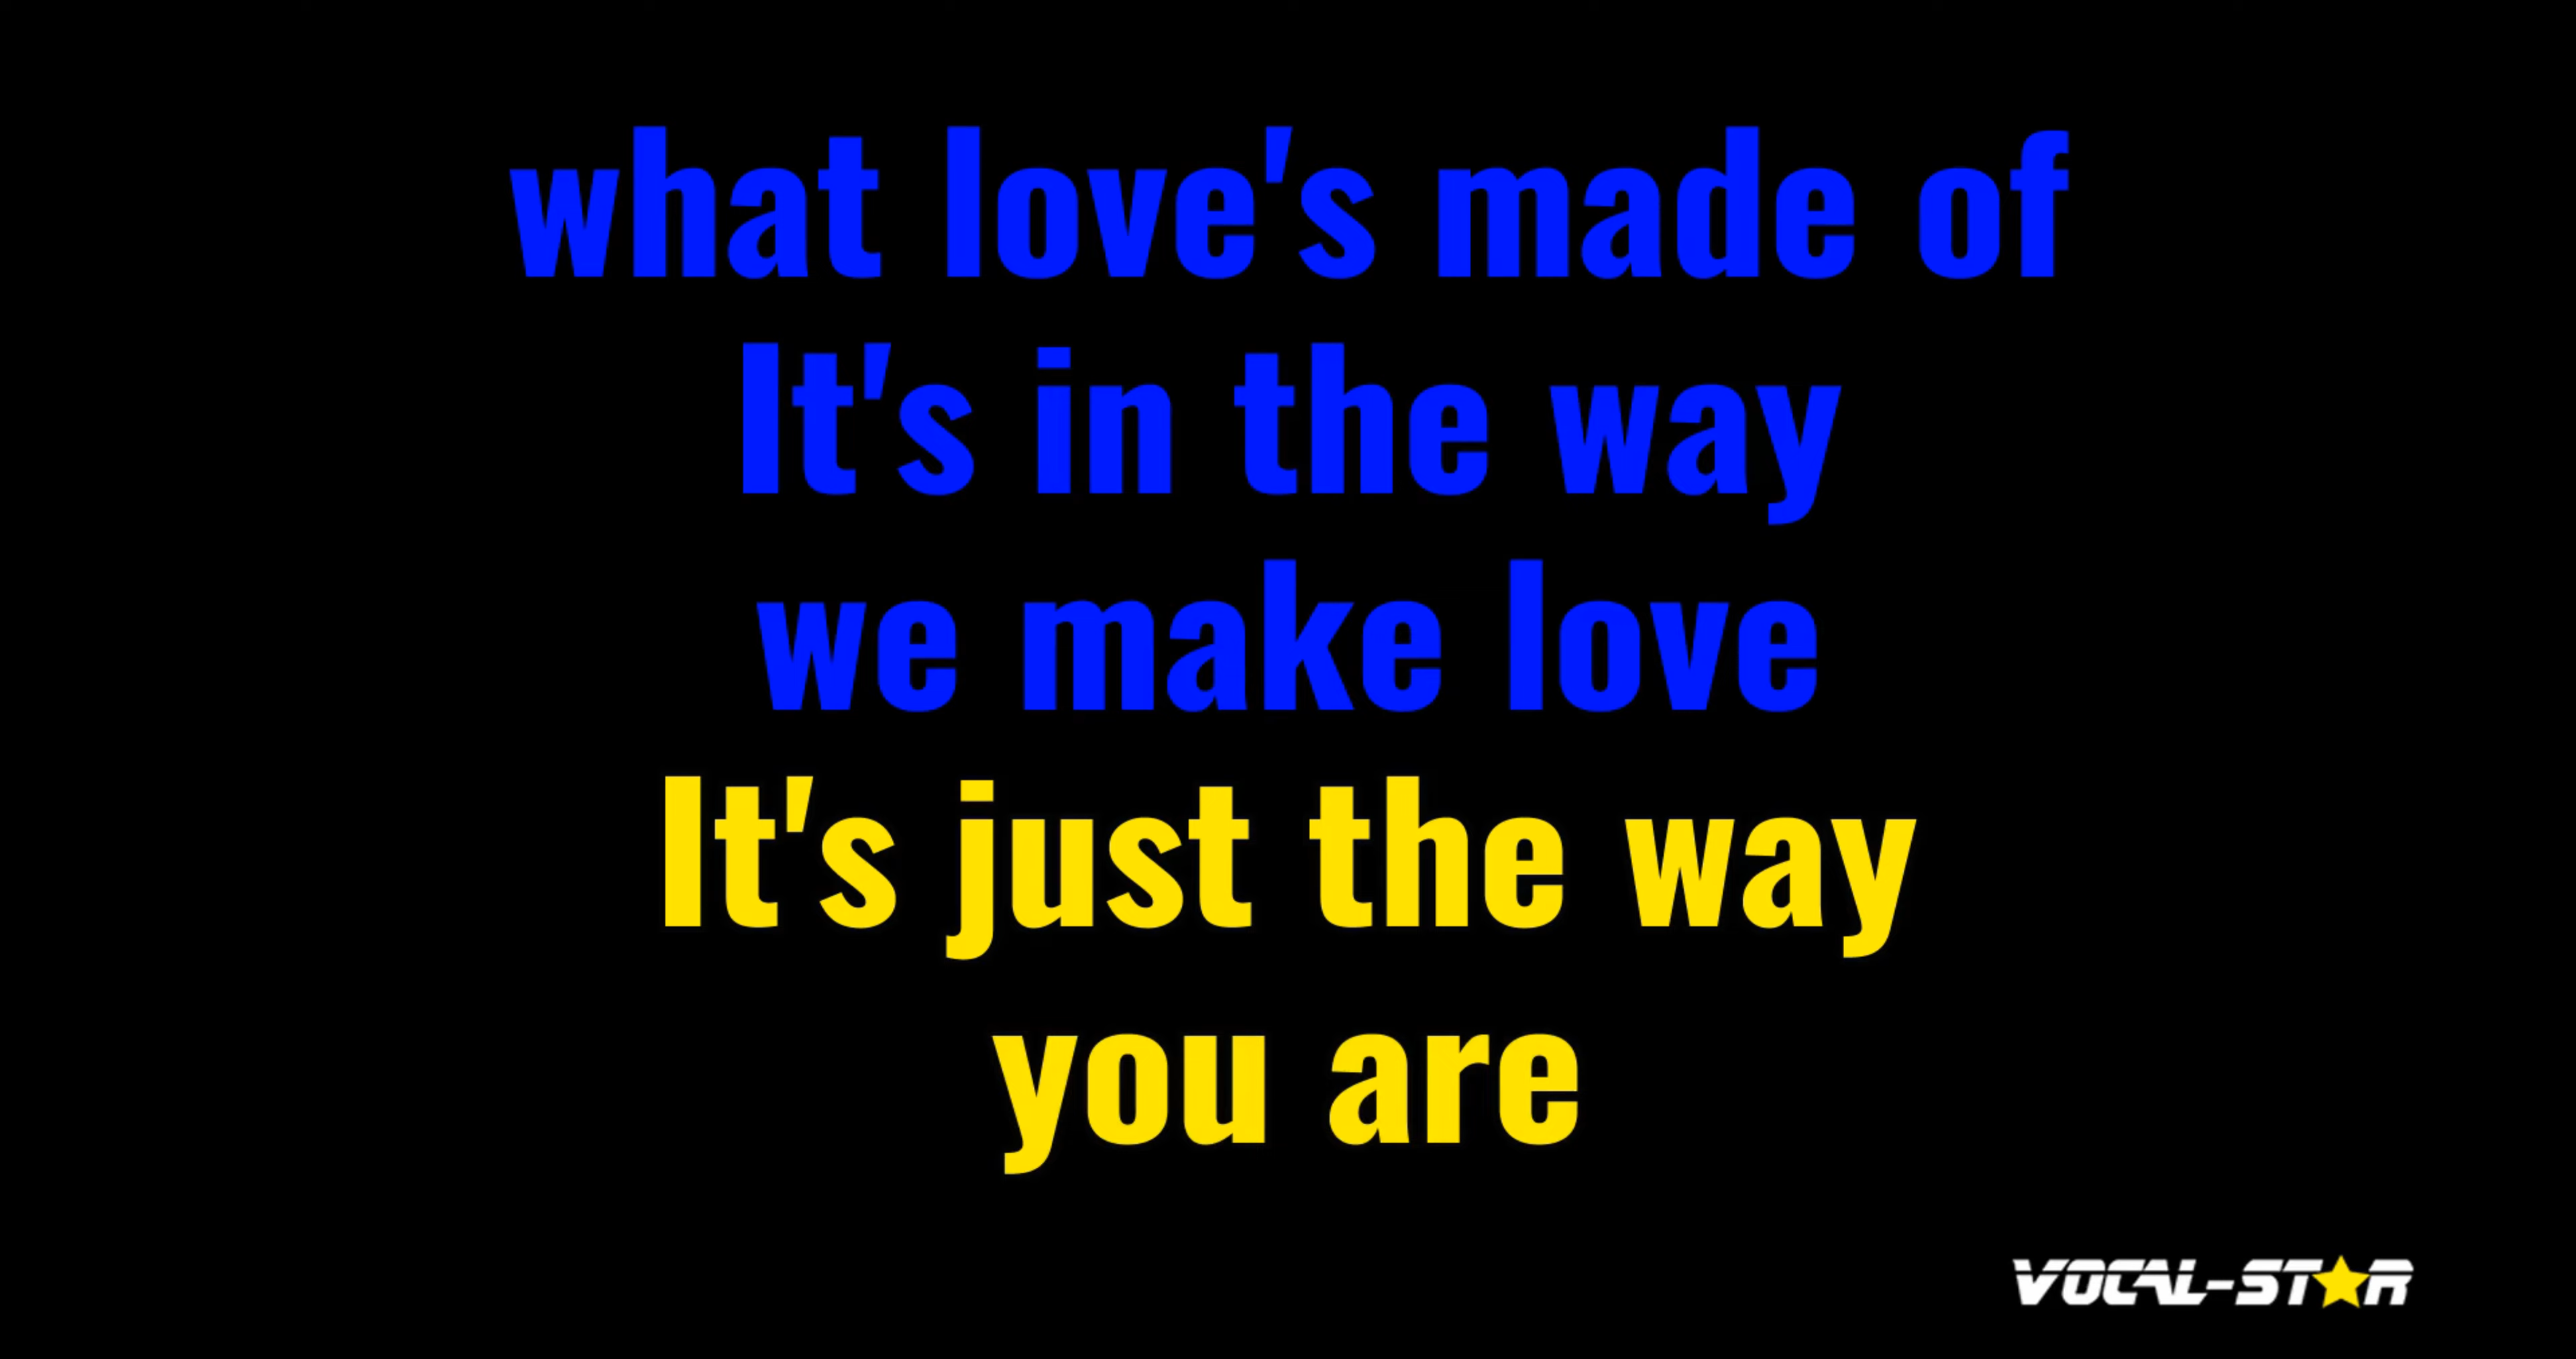 what love's made of
It's in the way
we make love
It's just the way
you are
VOCAL-STAR